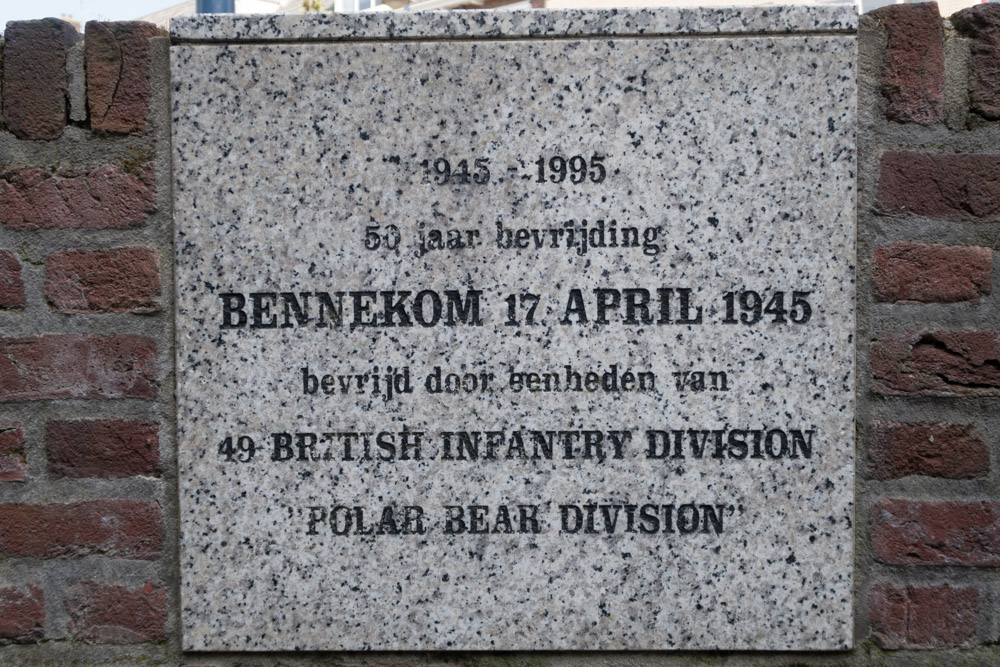 1945 - 1995
50 jaar bevrijding
BENNEKOM 17 APRIL 1945
bevrijd door eenheden van
49 BRITISH INFANTRY DIVISION
"POLAR BEAR DIVISION"